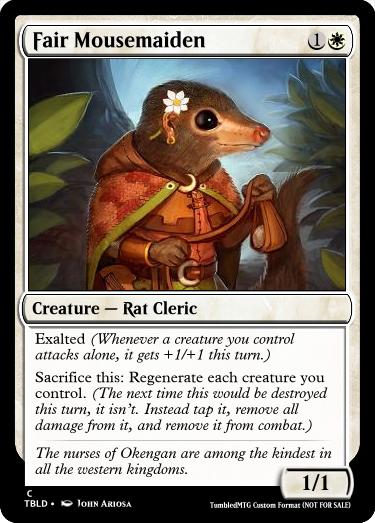 Fair Mousemaiden 1
Creature — Rat Cleric
Exalted (Whenever a creature you control
attacks alone, it gets +1/+1 this turn.)
Sacrifice this: Regenerate each creature you
control. (The next time this would be destroyed
this turn, it isn't. Instead tap it, remove all
damage from it, and remove it from combat.)
The nurses of Okengan are among the kindest in
all the western kingdoms.
1/1
C
TBLD • John Ariosa
TumbledMTG Custom Format (NOT FOR SALE)